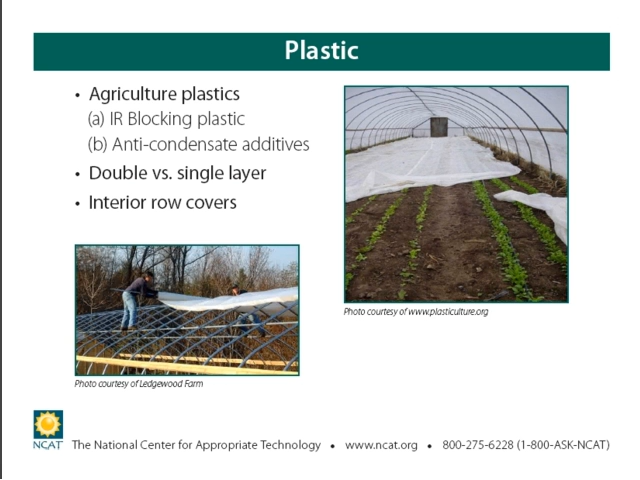 Plastic
• Agriculture plastics
(a) IR Blocking plastic
(b) Anti-condensate additives
• Double vs. single layer
• Interior row covers
Photo courtesy of www.plasticulture.org
Photo courtesy of Ledgewood Farm
NCAT
The National Center for Appropriate Technology • www.ncat.org • 800-275-6228 (1-800-ASK-NCAT)